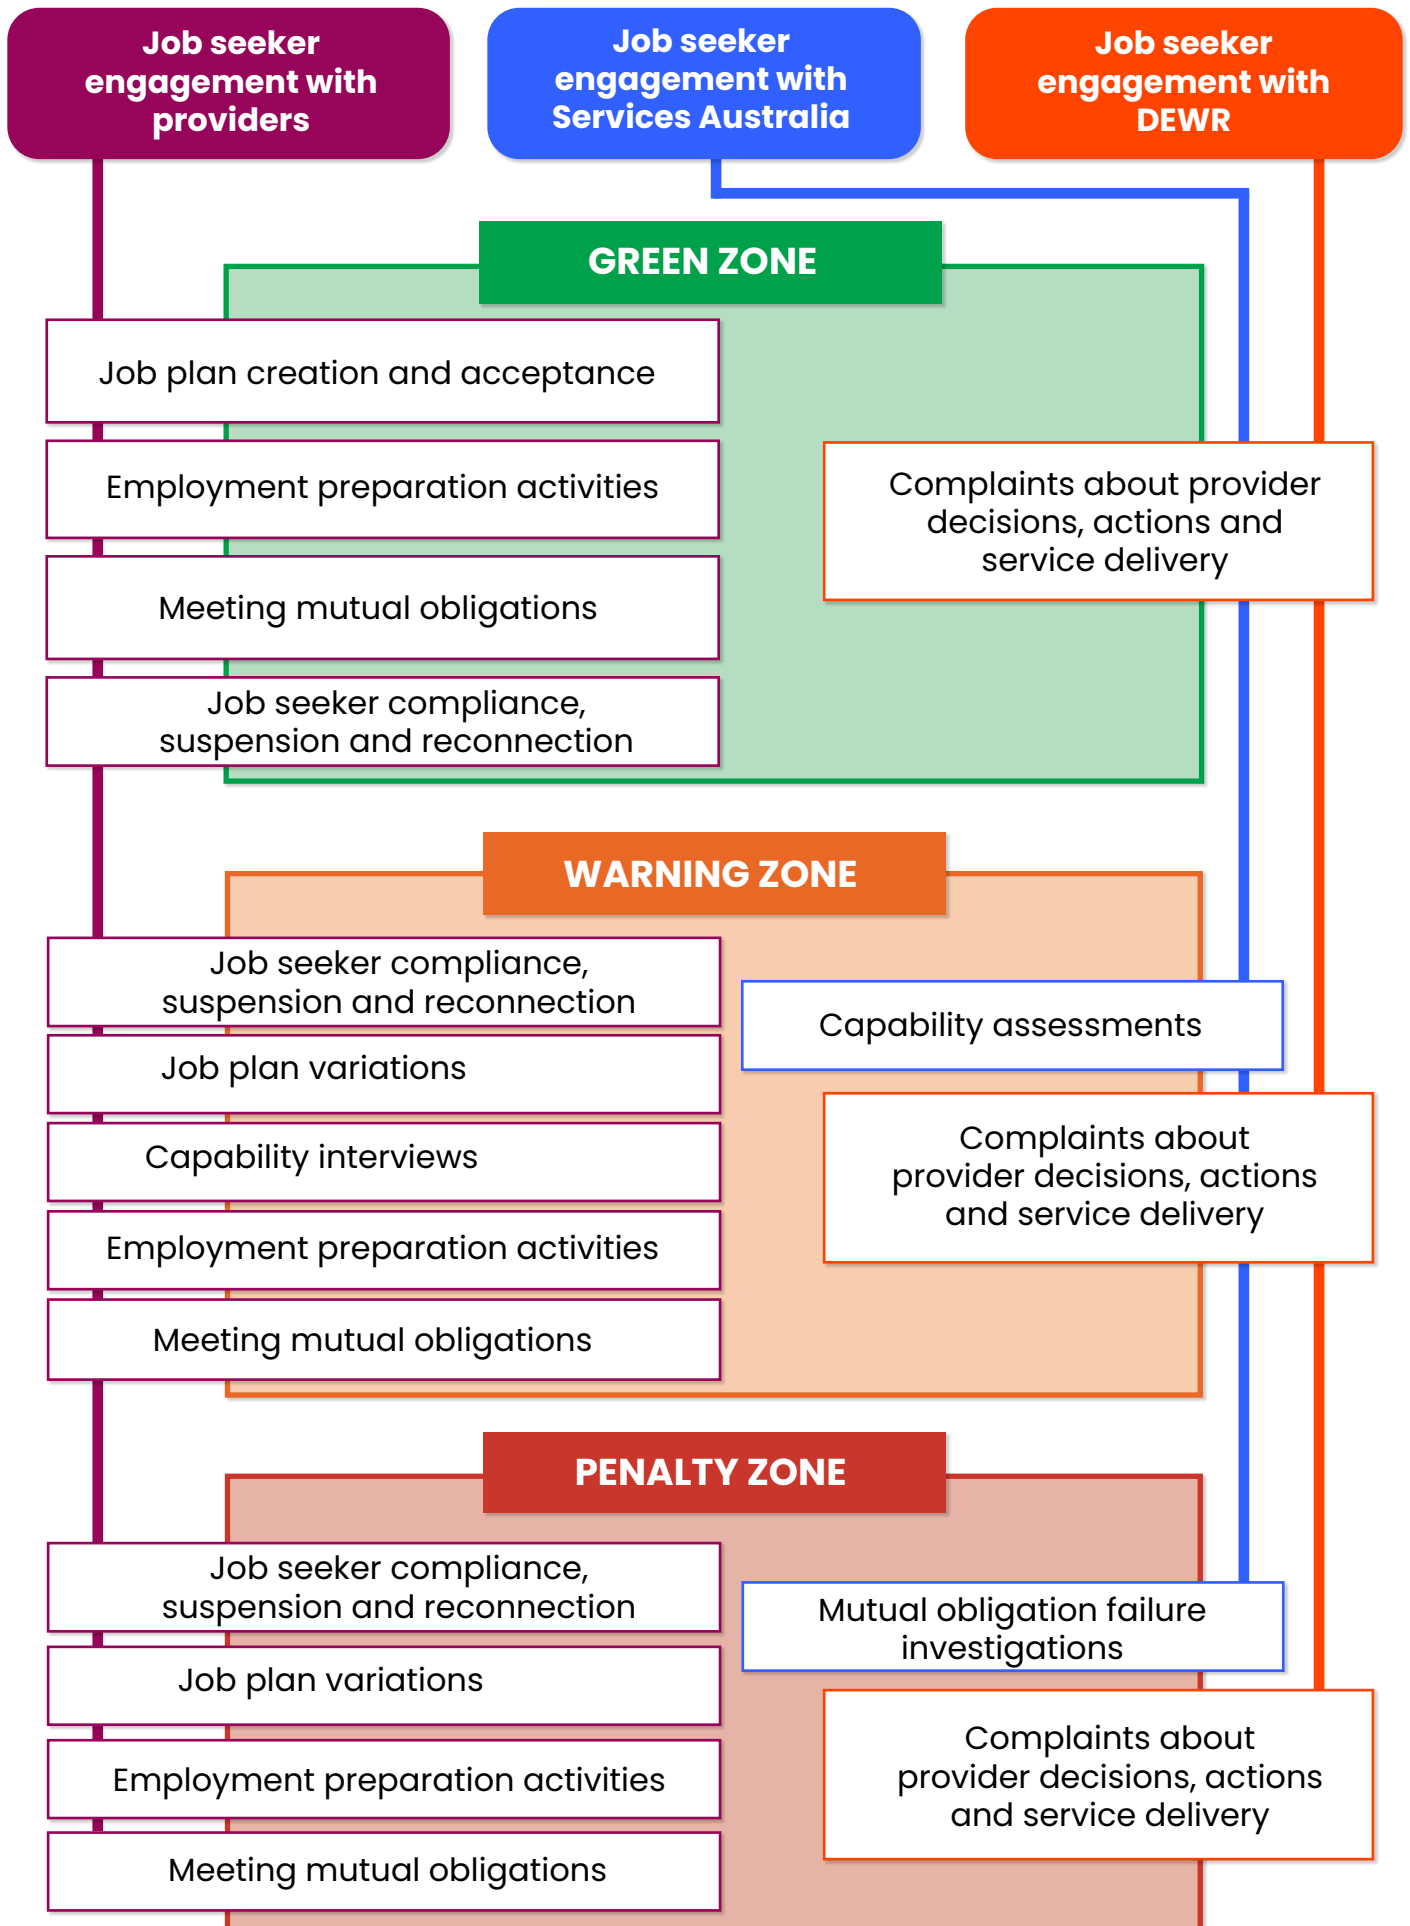 Job seeker
engagement with
providers
Job seeker
engagement with
Services Australia
Job seeker
engagement with
DEWR
GREEN ZONE
Job plan creation and acceptance
Employment preparation activities
Meeting mutual obligations
Job seeker compliance,
suspension and reconnection
Complaints about provider
decisions, actions and
service delivery
WARNING ZONE
Job seeker compliance,
suspension and reconnection
Job plan variations
Capability interviews
Employment preparation activities
Meeting mutual obligations
Capability assessments
Complaints about
provider decisions, actions
and service delivery
PENALTY ZONE
Job seeker compliance,
suspension and reconnection
Job plan variations
Employment preparation activities
Meeting mutual obligations
Mutual obligation failure
investigations
Complaints about
provider decisions, actions
and service delivery